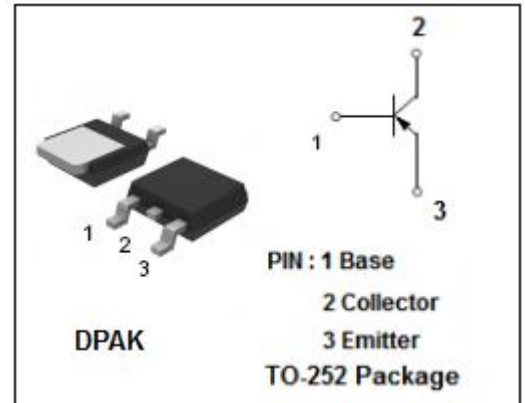 1
2
3
DPAK
2
1
3
PIN : 1 Base
2 Collector
3 Emitter
TO-252 Package